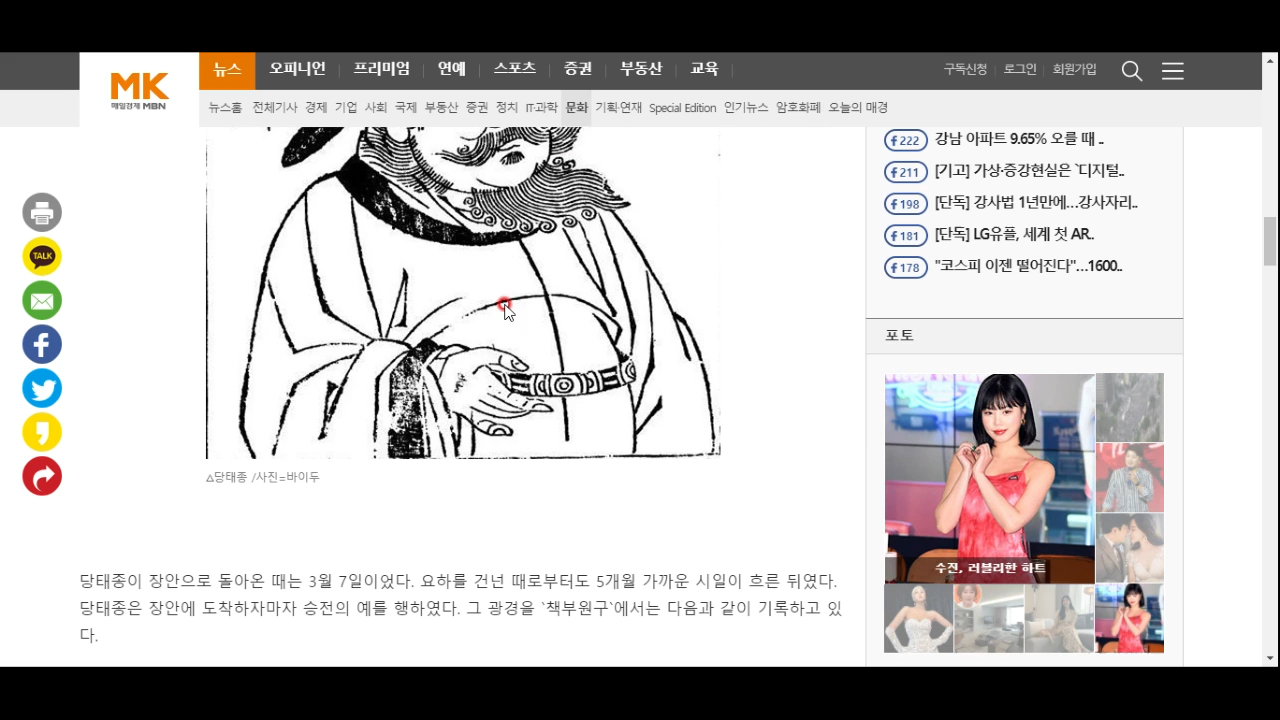 MK
매일경제 MBN
뉴스 오피니언 프리미엄 연예 스포츠 증권 부동산 교육
구독신청 로그인 회원가입
뉴스홈 전체기사 경제 기업 사회 국제 부동산 증권 정치 IT·과학 문화 기획·연재 Special Edition 인기뉴스 암호화폐 오늘의 매경
TALK
222 강남 아파트 9.65% 오를 때 ..
211 [기고] 가상·증강현실은 `디지털..
198 [단독] 강사법 1년만에…강사자리..
181 [단독] LG유플, 세계 첫 AR..
178 "코스피 이젠 떨어진다"…1600..
포토
수진, 러블리한 하트
△당태종 /사진=바이두
당태종이 장안으로 돌아온 때는 3월 7일이었다. 요하를 건넌 때로부터도 5개월 가까운 시일이 흐른 뒤였다.
당태종은 장안에 도착하자마자 승전의 예를 행하였다. 그 광경을 `책부원구`에서는 다음과 같이 기록하고 있
다.